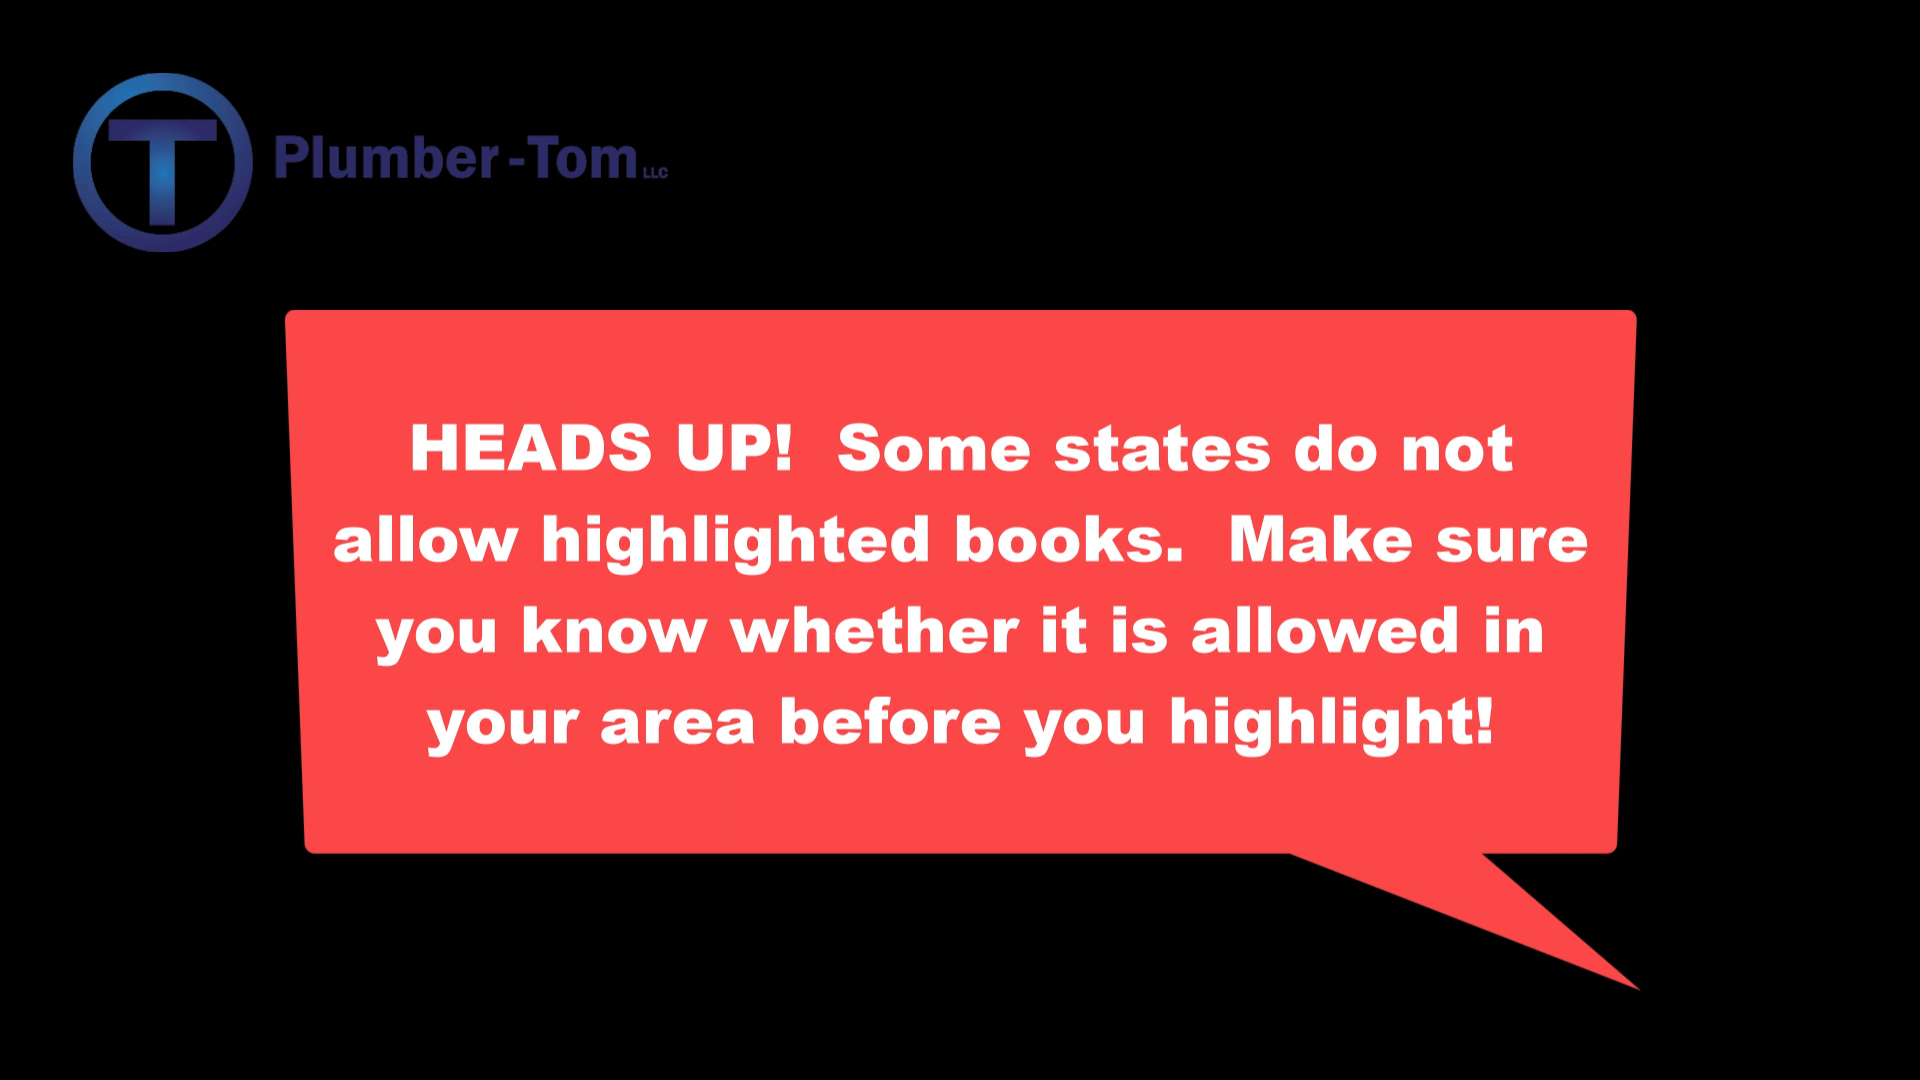 T
Plumber-Tom LLC
HEADS UP!  Some states do not
allow highlighted books.  Make sure
you know whether it is allowed in
your area before you highlight!